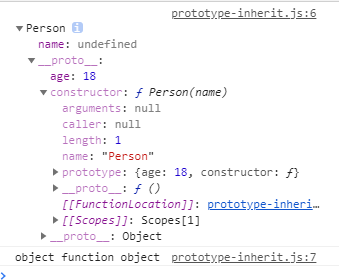 prototype-inherit.js:6
▼Person i
name: undefined
▼__proto__:
age: 18
▼constructor: ƒ Person(name)
arguments: null
caller: null
length: 1
name: "Person"
▶prototype: {age: 18, constructor: ƒ}
▶__proto__: ƒ ()
[[FunctionLocation]]: prototype-inheri…
▶[[Scopes]]: Scopes[1]
▶__proto__: Object
object function object prototype-inherit.js:7